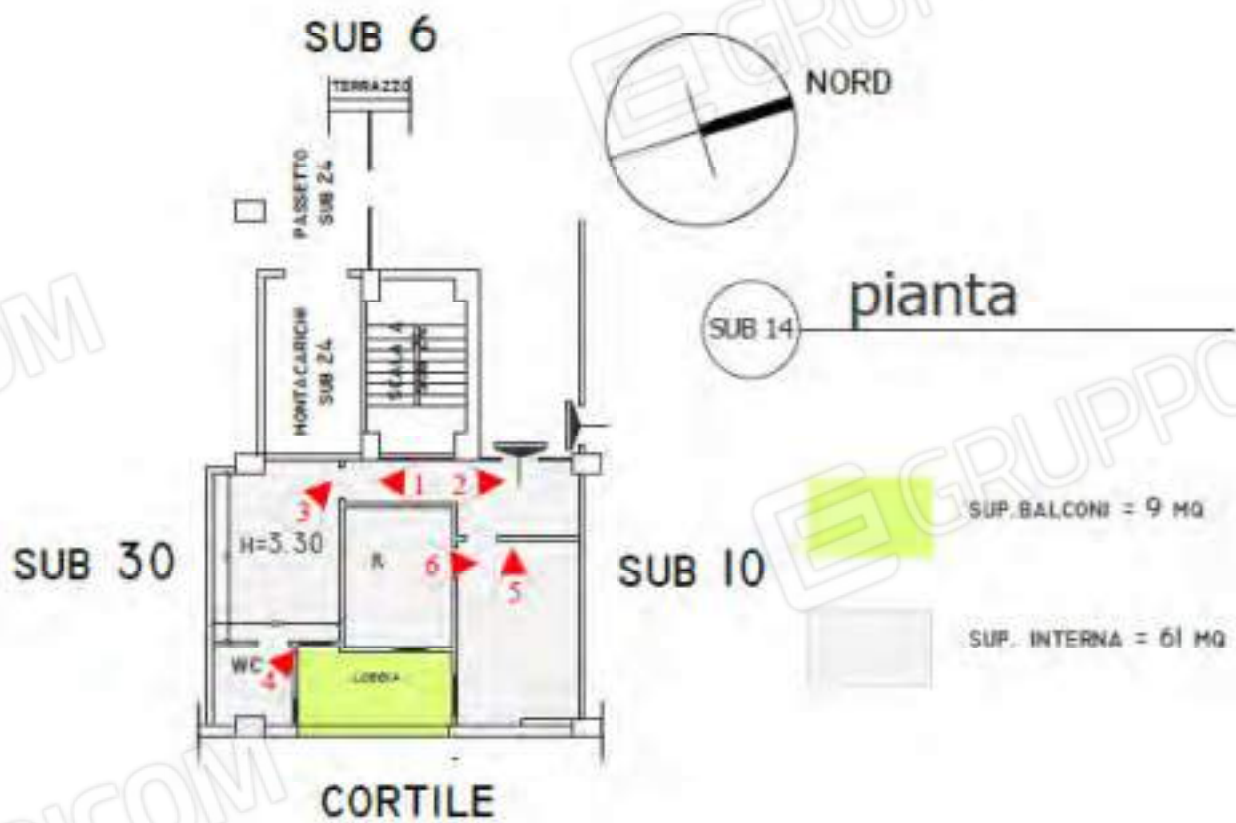 SUB 6
TERRAZZO
NORD
PASSETTO
SUB 24
pianta
SUB 14
MONTACARICHI
SUB 24
SCALA A
1 2
3
H=3.30
SUB 30
R
6
5
SUB 10
WC
4
LOGGIA
SUP. BALCONI = 9 MQ
SUP. INTERNA = 61 MQ
CORTILE
GRUPPO